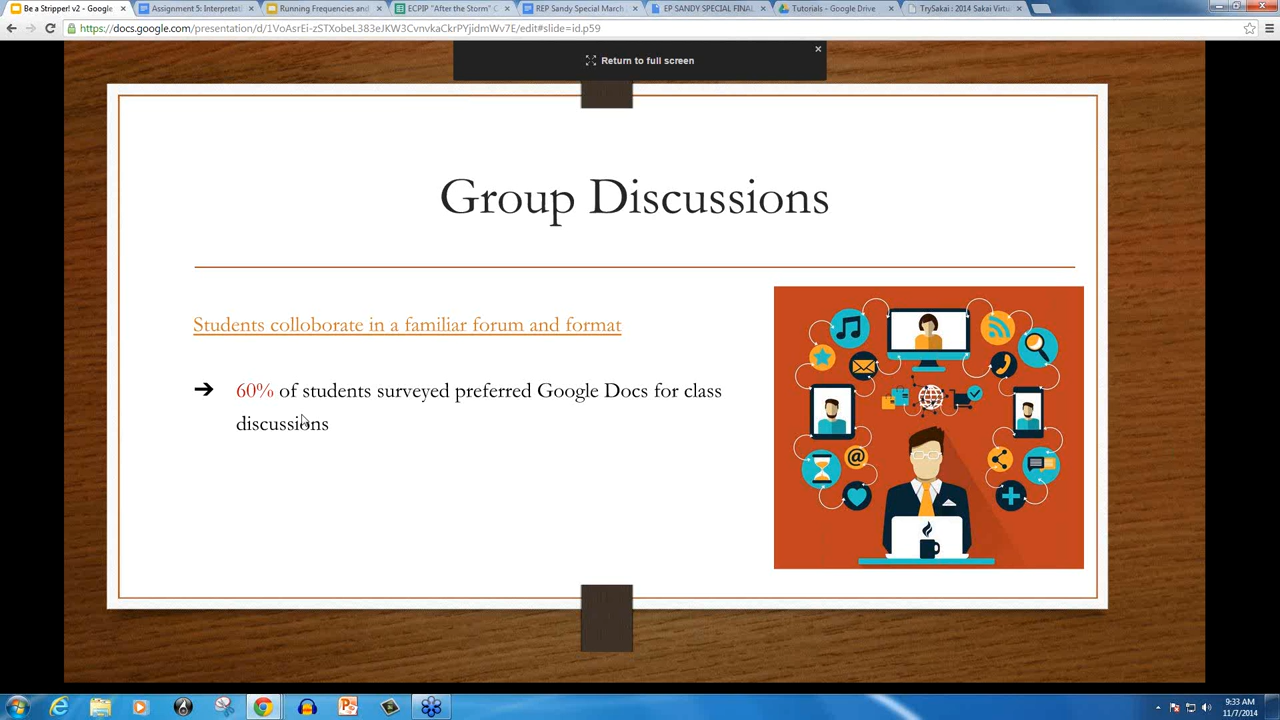 Be a Stripper! v2 - Google
Assignment 5: Interpretati
Running Frequencies and
ECPIP "After the Storm" C
REP Sandy Special March
EP SANDY SPECIAL FINAL
Tutorials - Google Drive
TrySakai : 2014 Sakai Virtu
https://docs.google.com/presentation/d/1VoAsrEi-zSTXobeL383eJKW3CvnvkaCkrPYjidmWv7E/edit#slide=id.p59
Return to full screen
Group Discussions
Students colloborate in a familiar forum and format
➔ 60% of students surveyed preferred Google Docs for class
discussions
@
9:33 AM
11/7/2014